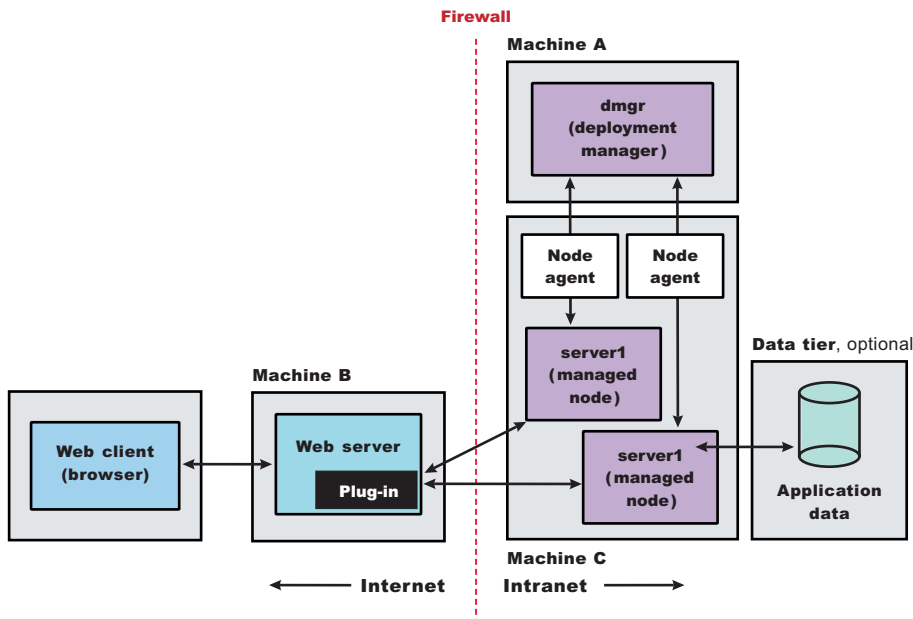 Firewall
Machine A
dmgr
(deployment
manager)
Node
agent
Node
agent
server1
(managed
node)
Data tier, optional
Machine B
Web client
(browser)
Web server
Plug-in
server1
(managed
node)
Application
data
Machine C
Internet
Intranet